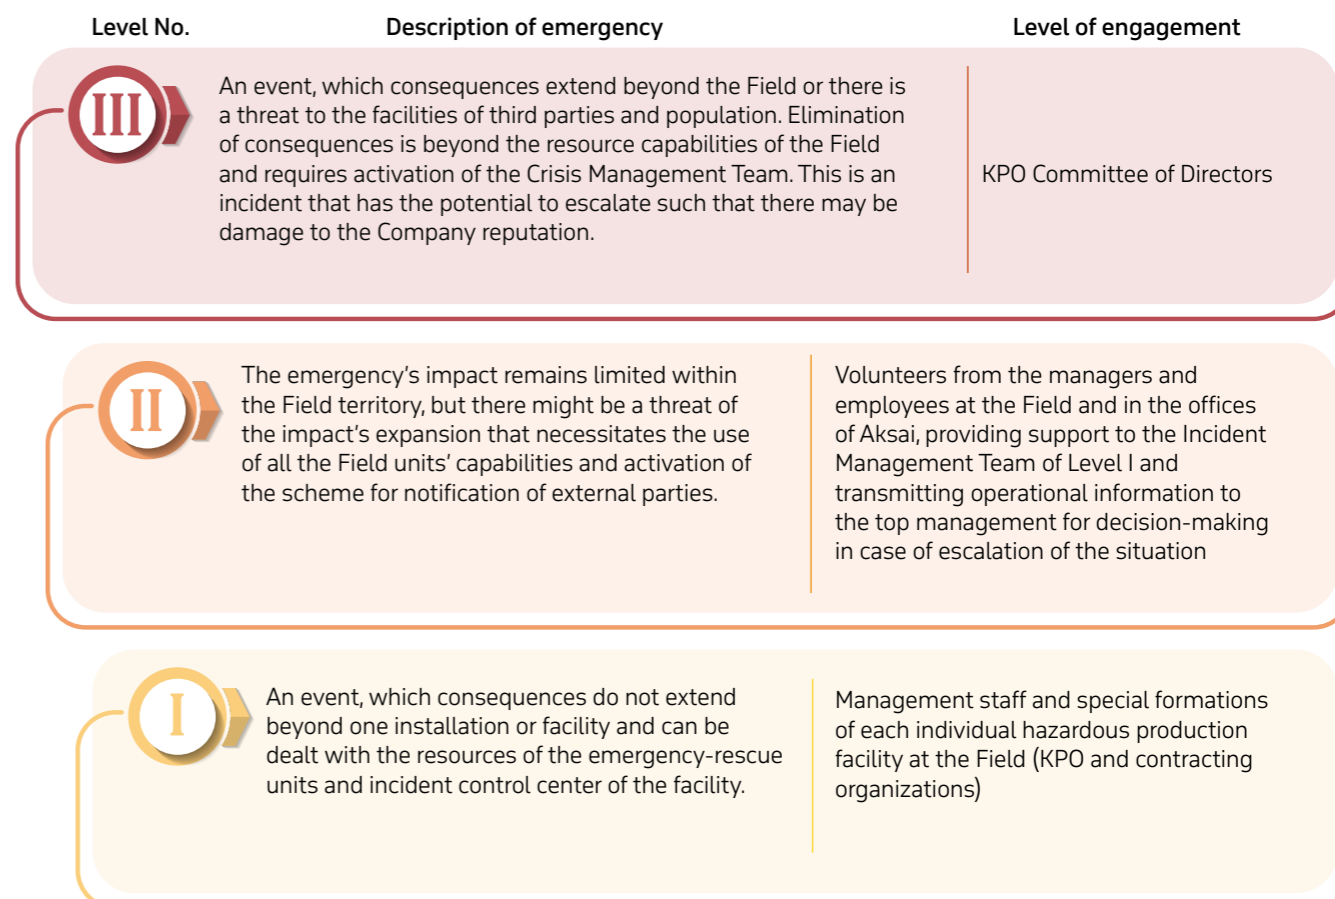 Level No.
Description of emergency
Level of engagement
III
An event, which consequences extend beyond the Field or there is
a threat to the facilities of third parties and population. Elimination
of consequences is beyond the resource capabilities of the Field
and requires activation of the Crisis Management Team. This is an
incident that has the potential to escalate such that there may be
damage to the Company reputation.
KPO Committee of Directors
II
The emergency's impact remains limited within
the Field territory, but there might be a threat of
the impact's expansion that necessitates the use
of all the Field units' capabilities and activation of
the scheme for notification of external parties.
Volunteers from the managers and
employees at the Field and in the offices
of Aksai, providing support to the Incident
Management Team of Level I and
transmitting operational information to
the top management for decision-making
in case of escalation of the situation
I
An event, which consequences do not extend
beyond one installation or facility and can be
dealt with the resources of the emergency-rescue
units and incident control center of the facility.
Management staff and special formations
of each individual hazardous production
facility at the Field (KPO and contracting
organizations)